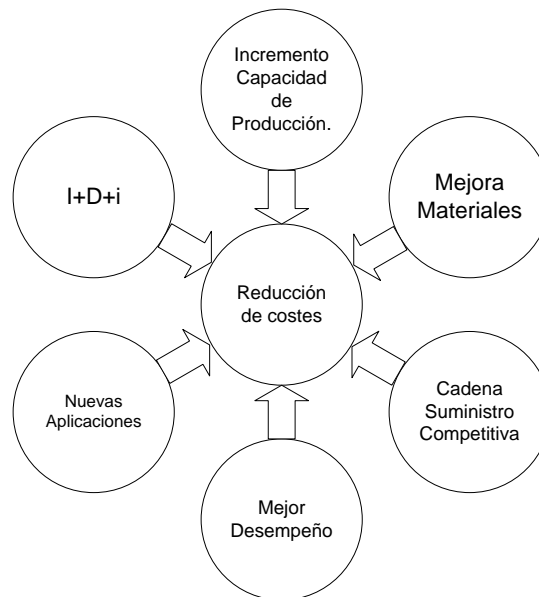 Incremento
Capacidad
de
Producción.
I+D+i
Mejora
Materiales
Reducción
de costes
Nuevas
Aplicaciones
Cadena
Suministro
Competitiva
Mejor
Desempeño